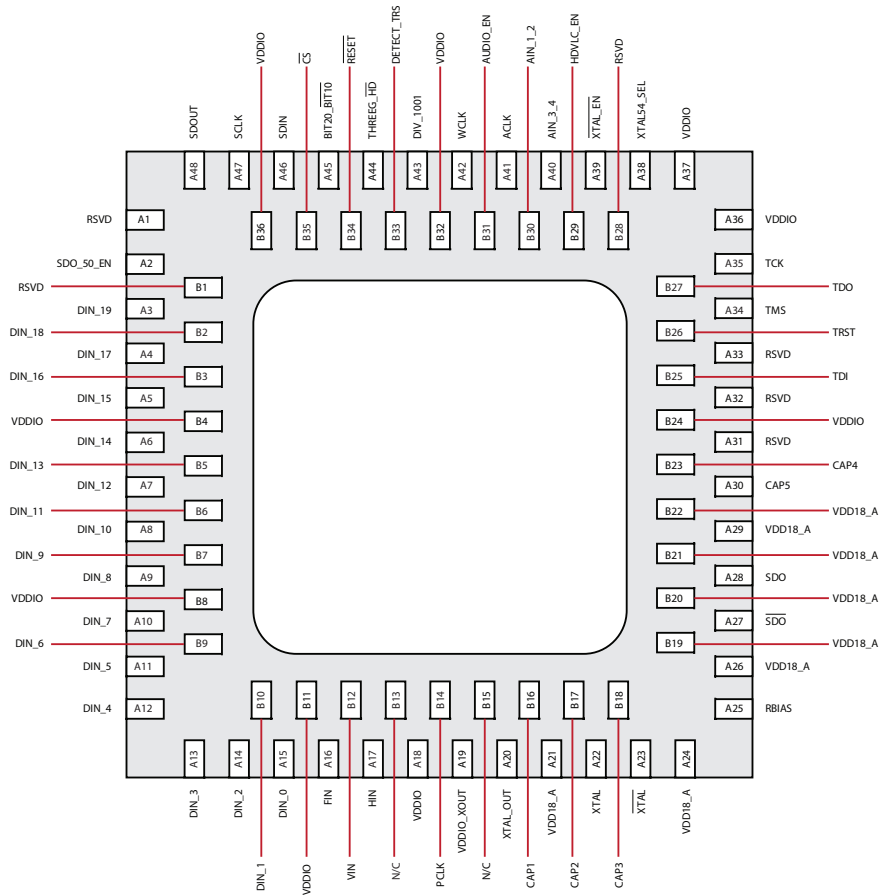 VDDIO
CS
RESET
DETECT_TRS
VDDIO
AUDIO_EN
AIN_1_2
HDVLC_EN
RSVD
SDOUT
SCLK
SDIN
BIT20_BIT10
THREEG_HD
DIV_1001
WCLK
ACLK
AIN_3_4
XTAL_EN
XTAL54_SEL
VDDIO
A48
A47
A46
A45
A44
A43
A42
A41
A40
A39
A38
A37
B36
B35
B34
B33
B32
B31
B30
B29
B28
RSVD A1
SDO_50_EN A2
RSVD B1
DIN_19 A3
DIN_18 B2
DIN_17 A4
DIN_16 B3
DIN_15 A5
VDDIO B4
DIN_14 A6
DIN_13 B5
DIN_12 A7
DIN_11 B6
DIN_10 A8
DIN_9 B7
DIN_8 A9
VDDIO B8
DIN_7 A10
DIN_6 B9
DIN_5 A11
DIN_4 A12
A36 VDDIO
A35 TCK
B27 TDO
A34 TMS
B26 TRST
A33 RSVD
B25 TDI
A32 RSVD
B24 VDDIO
A31 RSVD
B23 CAP4
A30 CAP5
B22 VDD18_A
A29 VDD18_A
B21 VDD18_A
A28 SDO
B20 VDD18_A
A27 SDO
B19 VDD18_A
A26 VDD18_A
A25 RBIAS
B10
B11
B12
B13
B14
B15
B16
B17
B18
A13
A14
A15
A16
A17
A18
A19
A20
A21
A22
A23
A24
DIN_3
DIN_2
DIN_0
FIN
HIN
VDDIO
VDDIO_XOUT
XTAL_OUT
VDD18_A
XTAL
XTAL
VDD18_A
DIN_1
VDDIO
VIN
N/C
PCLK
N/C
CAP1
CAP2
CAP3